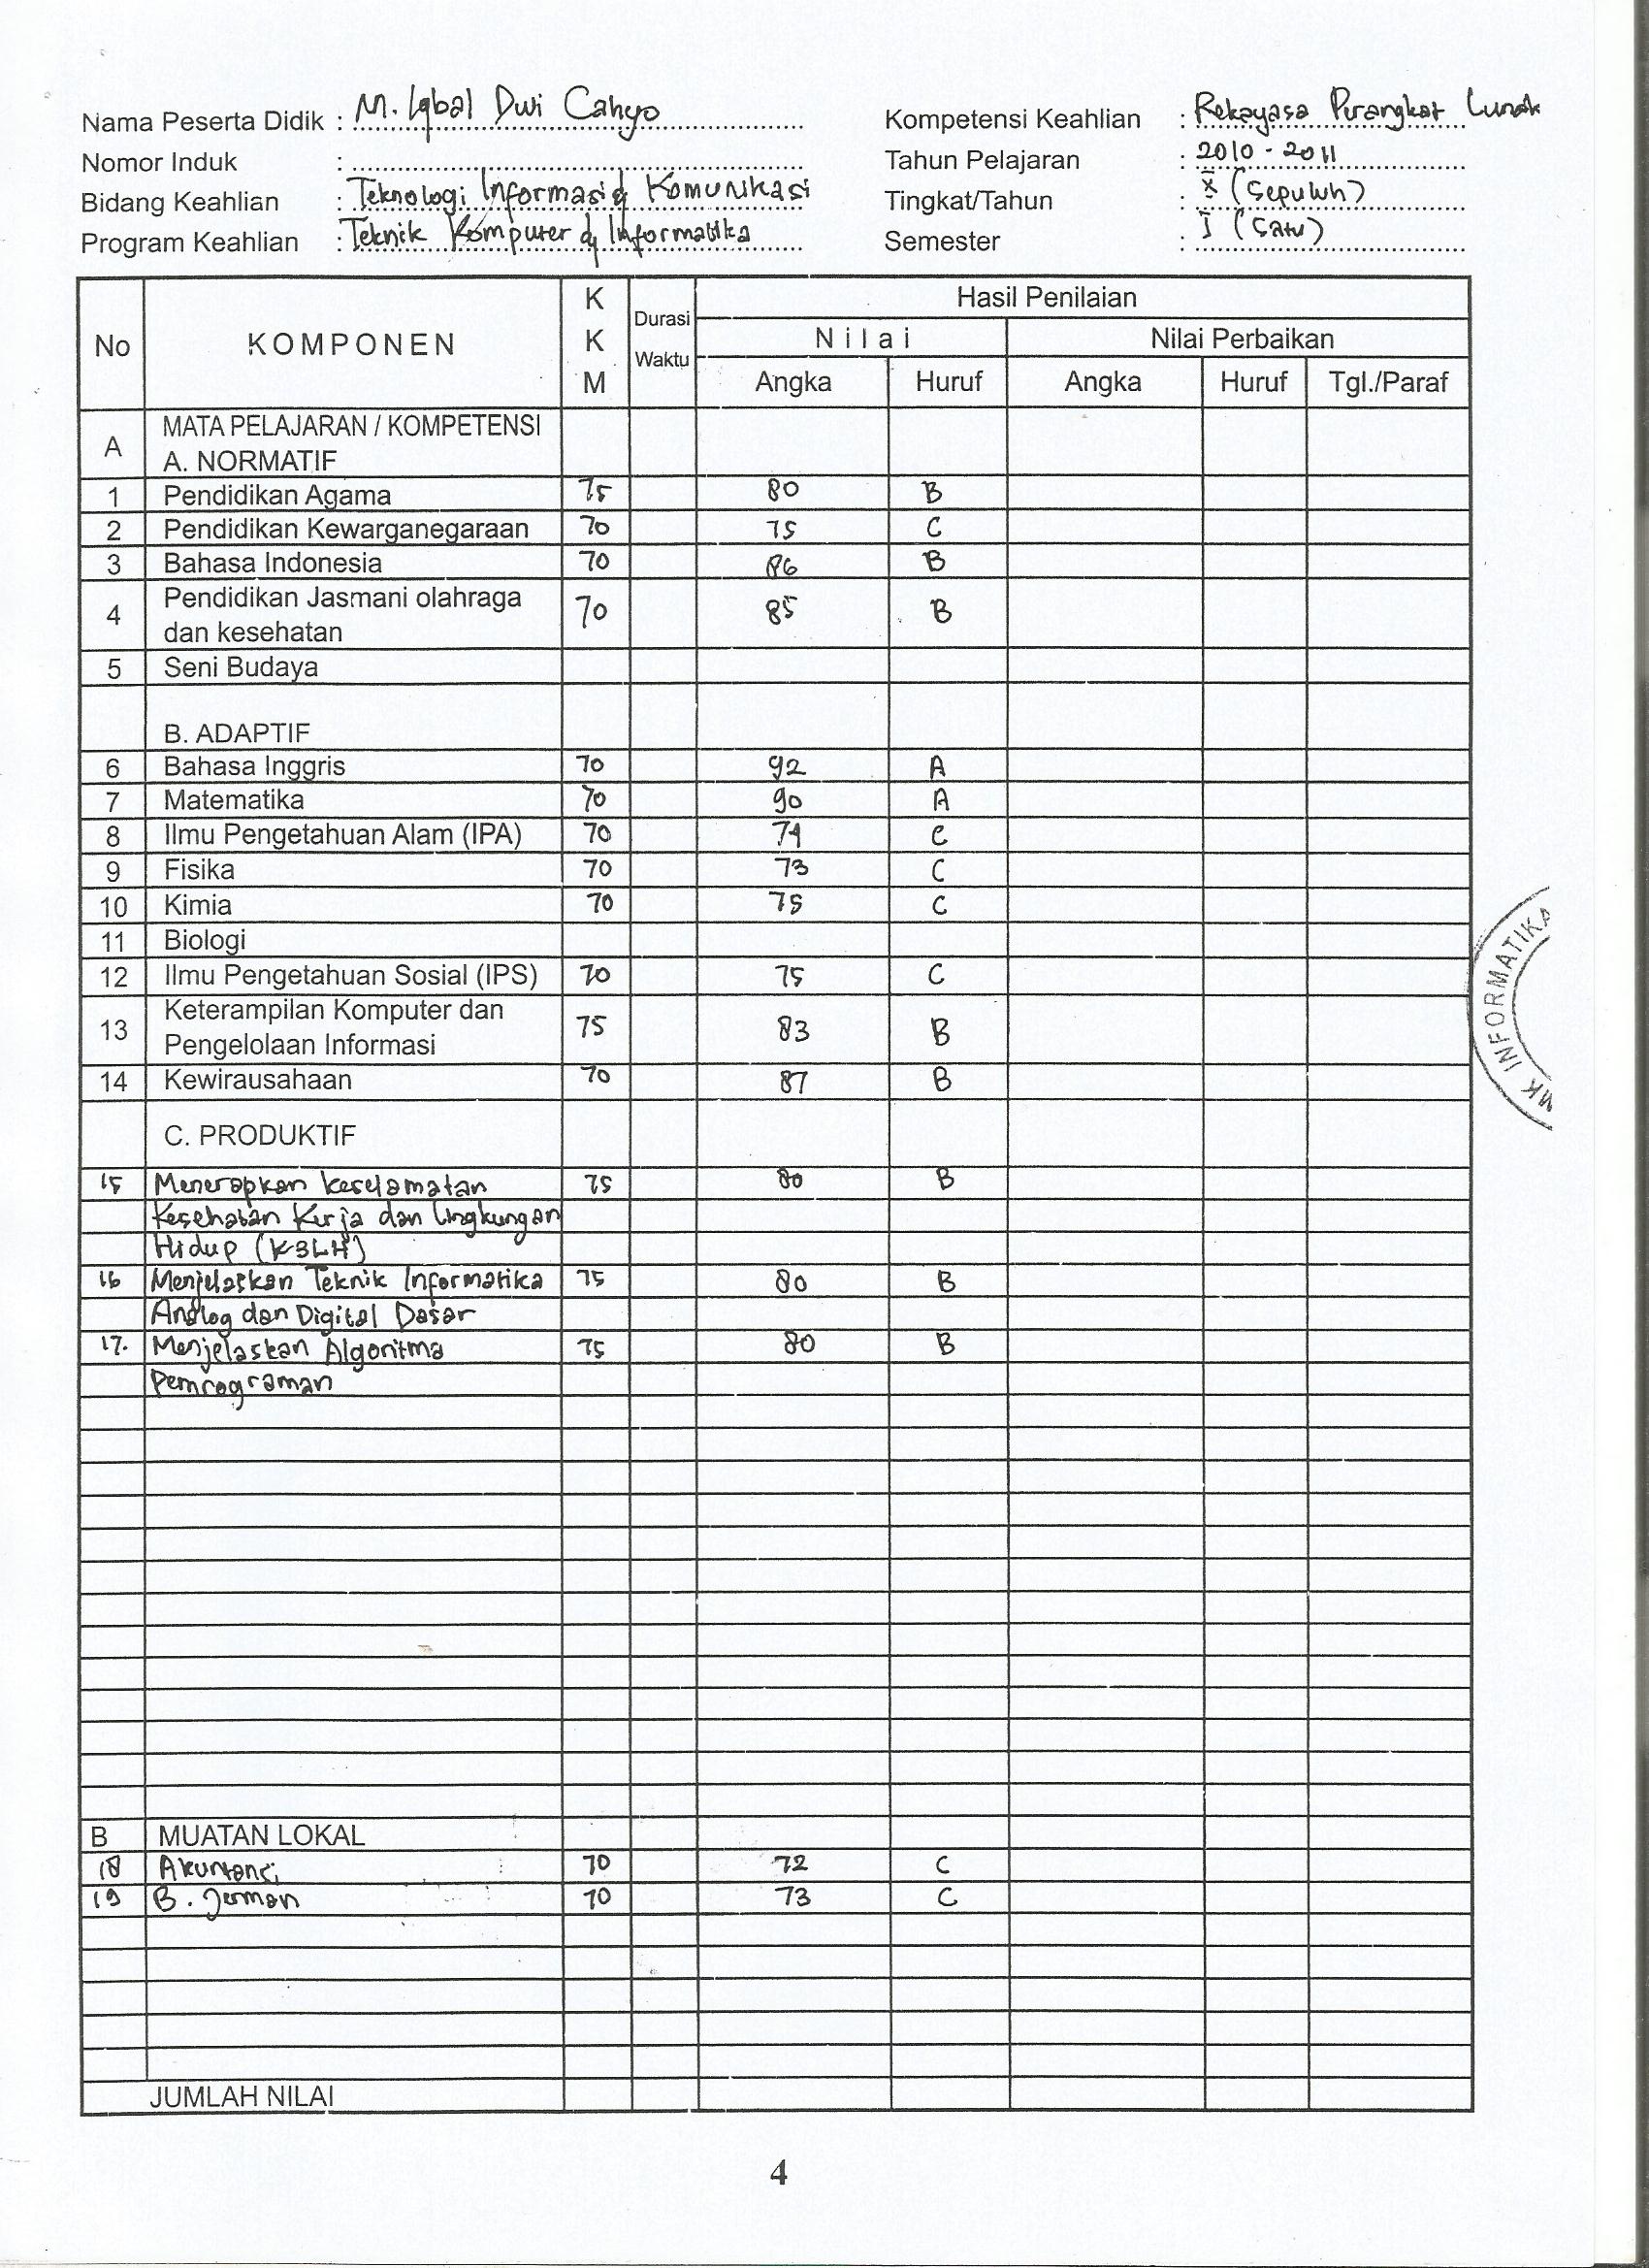 Nama Peserta Didik : M. Iqbal Dwi Cahyo
Nomor Induk :
Bidang Keahlian : Teknologi Informasi & Komunikasi
Program Keahlian : Teknik Komputer & Informatika
Kompetensi Keahlian : Rekayasa Perangkat Lunak
Tahun Pelajaran : 2010 - 2011
Tingkat/Tahun : X (Sepuluh)
Semester : I (Satu)
No KOMPONEN KKM Durasi Waktu Hasil Penilaian
Nilai Nilai Perbaikan
Angka Huruf Angka Huruf Tgl./Paraf
A MATA PELAJARAN / KOMPETENSI
A. NORMATIF
1 Pendidikan Agama 75 80 B
2 Pendidikan Kewarganegaraan 70 75 C
3 Bahasa Indonesia 70 86 B
4 Pendidikan Jasmani olahraga 70 85 B
dan kesehatan
5 Seni Budaya
B. ADAPTIF
6 Bahasa Inggris 70 92 A
7 Matematika 70 90 A
8 Ilmu Pengetahuan Alam (IPA) 70 C
9 Fisika 70 73 C
10 Kimia 70 75 C
11 Biologi
12 Ilmu Pengetahuan Sosial (IPS) 70 75 C
13 Keterampilan Komputer dan 75 83 B
Pengelolaan Informasi
14 Kewirausahaan 70 87 B
C. PRODUKTIF
15 Menerapkan keselamatan 75 80 B
Kesehatan Kerja dan Lingkungan
Hidup (K3LH)
16 Menjelaskan Teknik Informatika 75 80 B
Analog dan Digital Dasar
17. Menjelaskan Algoritma 75 80 B
Pemrograman
B MUATAN LOKAL
18 Akuntansi 70 72 C
19 B. Jerman 70 73 C
JUMLAH NILAI
4
MK INFORMATIKA